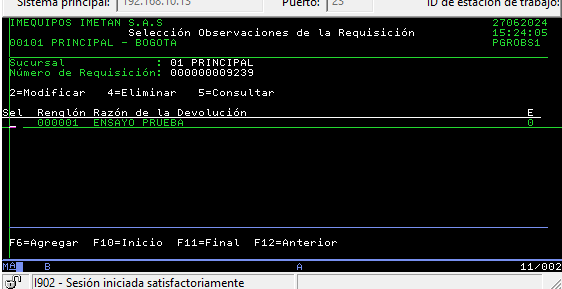 Sistema principal: 192.168.10.13 Puerto: 23 ID de estación de trabajo:
IMEQUIPOS IMETAN S.A.S 27062024
Selección Observaciones de la Requisición 15:24:05
00101 PRINCIPAL - BOGOTA PGROBS1
Sucursal : 01 PRINCIPAL
Número de Requisición: 000000009239
2=Modificar 4=Eliminar 5=Consultar
Sel Renglón Razón de la Devolución E
_ 000001 ENSAYO PRUEBA 0
F6=Agregar F10=Inicio F11=Final F12=Anterior
MA B A 11/002
I902 - Sesión iniciada satisfactoriamente